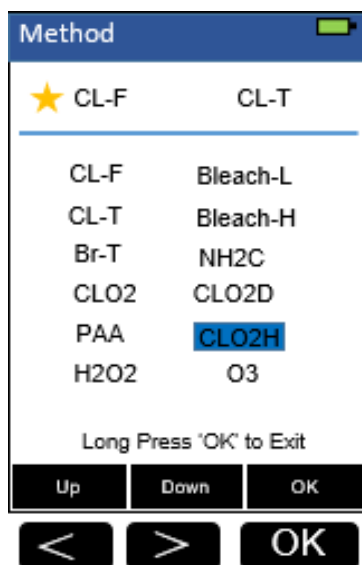 Method
CL-F CL-T
CL-F Bleach-L
CL-T Bleach-H
Br-T NH2C
CLO2 CLO2D
PAA CLO2H
H2O2 O3
Long Press "OK" to Exit
Up Down OK
< > OK